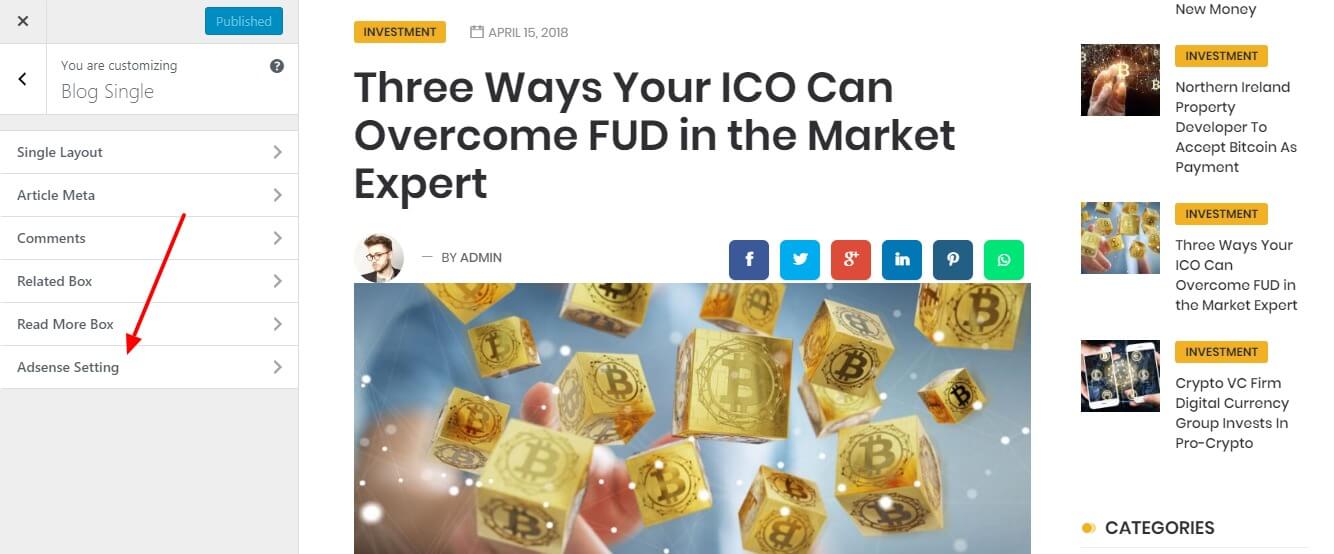 Published
You are customizing
Blog Single
Single Layout
Article Meta
Comments
Related Box
Read More Box
Adsense Setting
INVESTMENT
APRIL 15, 2018
Three Ways Your ICO Can
Overcome FUD in the Market
Expert
— BY ADMIN
New Money
INVESTMENT
Northern Ireland
Property
Developer To
Accept Bitcoin As
Payment
INVESTMENT
Three Ways Your
ICO Can
Overcome FUD in
the Market Expert
INVESTMENT
Crypto VC Firm
Digital Currency
Group Invests In
Pro-Crypto
CATEGORIES